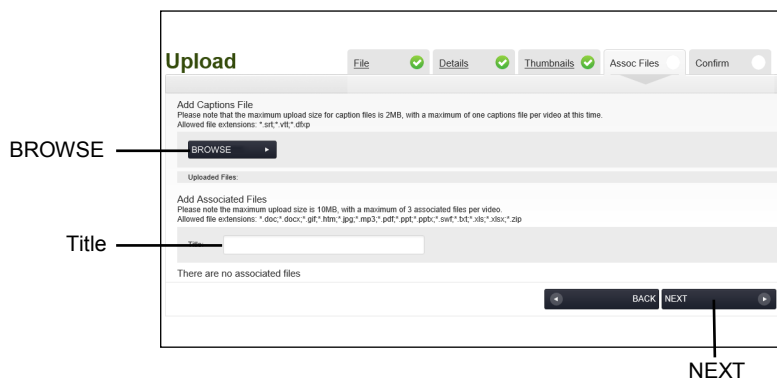 Upload
File
Details
Thumbnails
Assoc Files
Confirm
Add Captions File
Please note that the maximum upload size for caption files is 2MB, with a maximum of one captions file per video at this time.
Allowed file extensions: *.srt;*.vtt;*.dfxp
BROWSE
BROWSE
Uploaded Files:
Add Associated Files
Please note the maximum upload size is 10MB, with a maximum of 3 associated files per video.
Allowed file extensions: *.doc;*.docx;*.gif;*.htm;*.jpg;*.mp3;*.pdf;*.ppt;*.pptx;*.swf;*.txt;*.xls;*.xlsx;*.zip
Title
Title:
There are no associated files
BACK
NEXT
NEXT